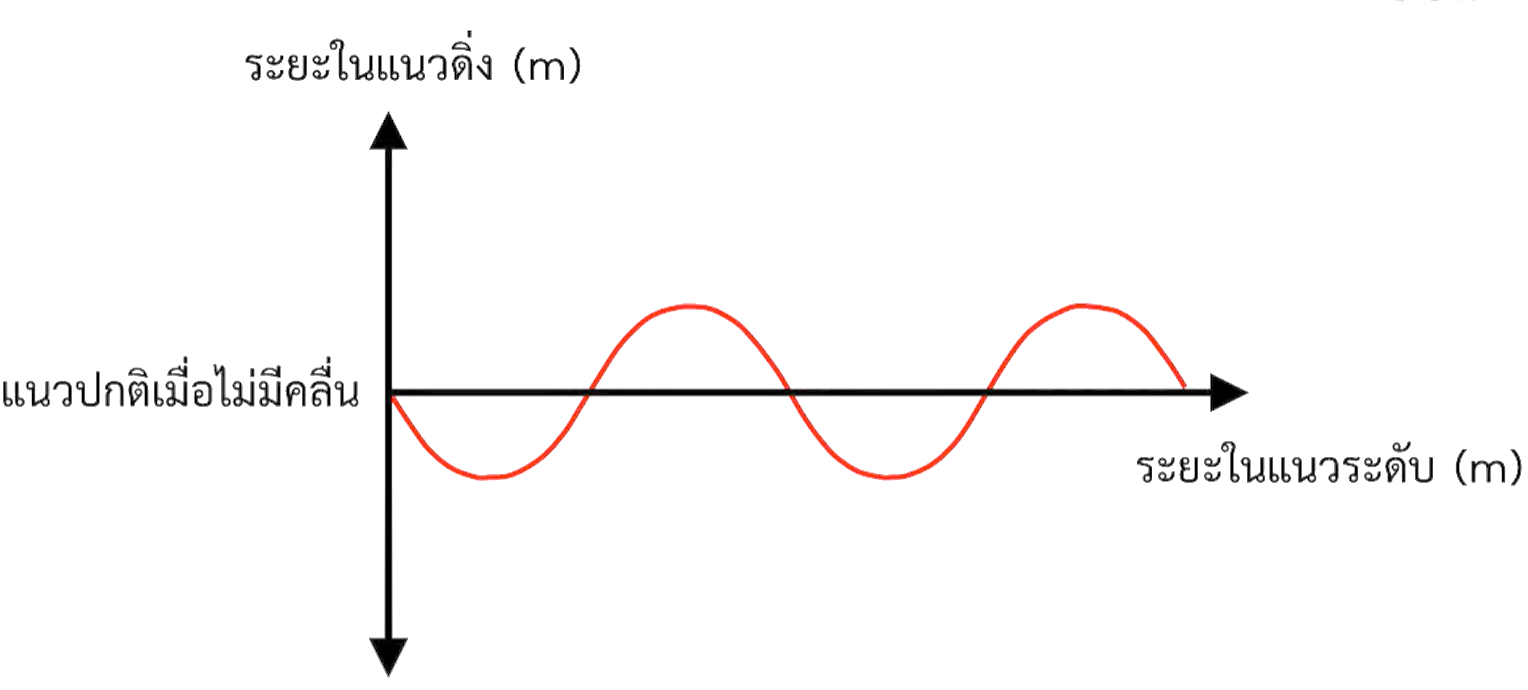 ระยะในแนวดิ่ง (m)
แนวปกติเมื่อไม่มีคลื่น
ระยะในแนวระดับ (m)